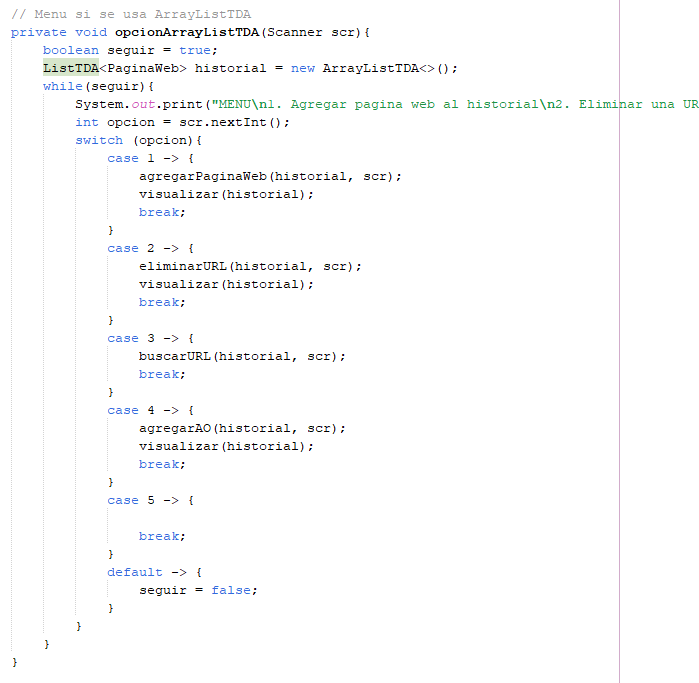 // Menu si se usa ArrayListTDA
private void opcionArrayListTDA(Scanner scr){
    boolean seguir = true;
    ListTDA<PaginaWeb> historial = new ArrayListTDA<>();
    while(seguir){
        System.out.print("MENU\n1. Agregar pagina web al historial\n2. Eliminar una UR
        int opcion = scr.nextInt();
        switch (opcion){
            case 1 -> {
                agregarPaginaWeb(historial, scr);
                visualizar(historial);
                break;
            }
            case 2 -> {
                eliminarURL(historial, scr);
                visualizar(historial);
                break;
            }
            case 3 -> {
                buscarURL(historial, scr);
                break;
            }
            case 4 -> {
                agregarAO(historial, scr);
                visualizar(historial);
                break;
            }
            case 5 -> {

                break;
            }
            default -> {
                seguir = false;
            }
        }
    }
}